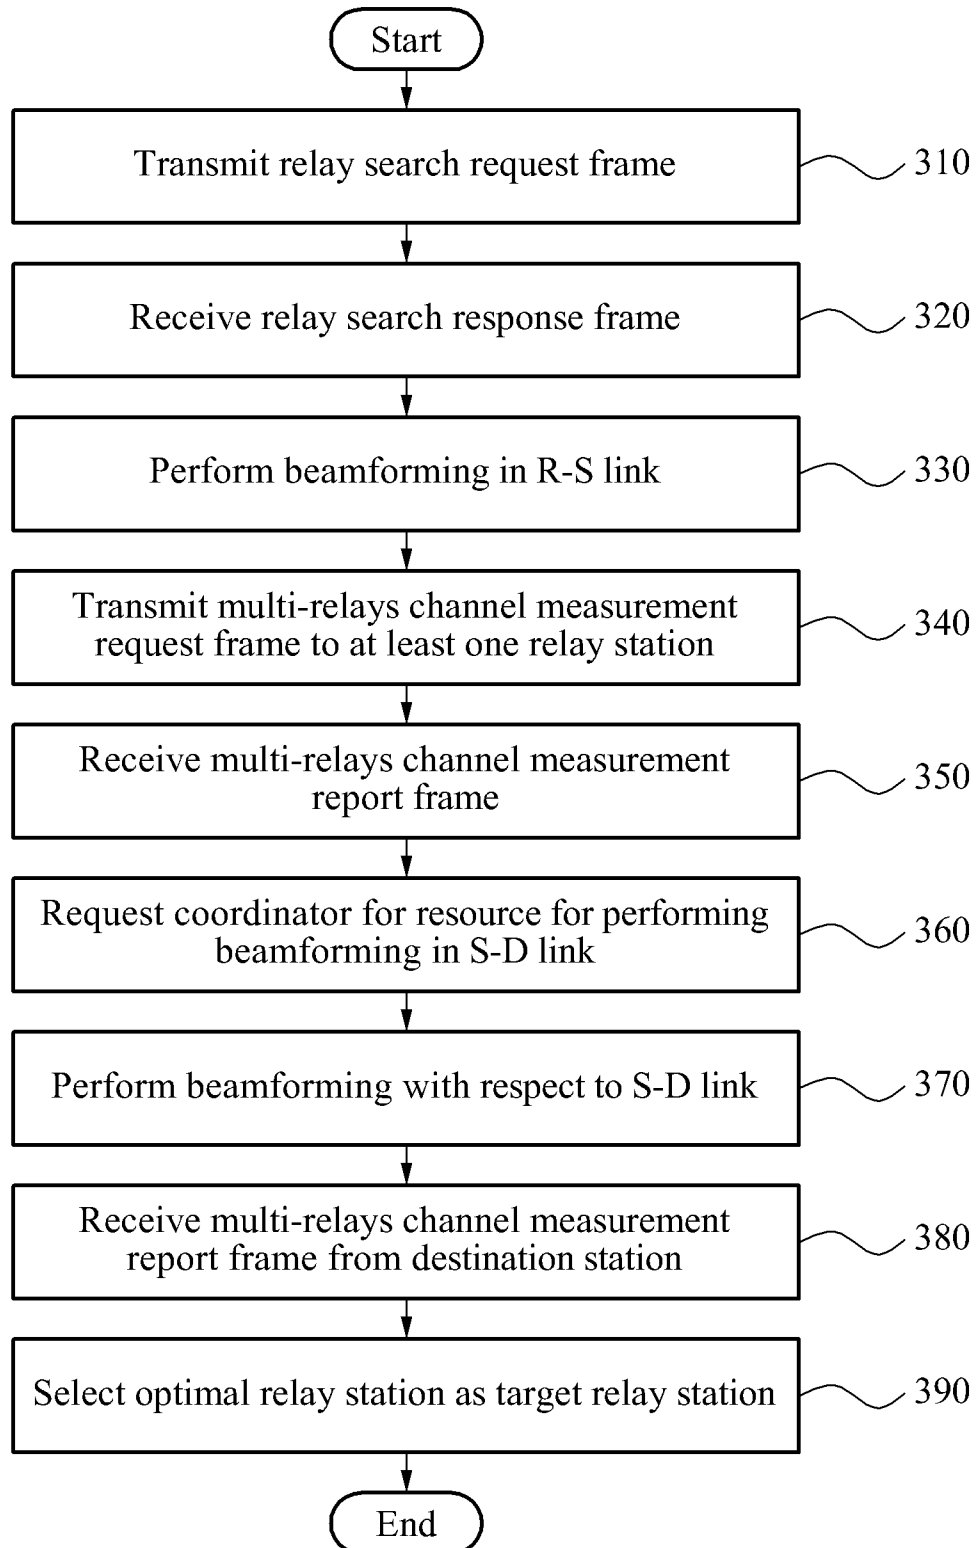 Start
Transmit relay search request frame
310
Receive relay search response frame
320
Perform beamforming in R-S link
330
Transmit multi-relays channel measurement
request frame to at least one relay station
340
Receive multi-relays channel measurement
report frame
350
Request coordinator for resource for performing
beamforming in S-D link
360
Perform beamforming with respect to S-D link
370
Receive multi-relays channel measurement
report frame from destination station
380
Select optimal relay station as target relay station
390
End